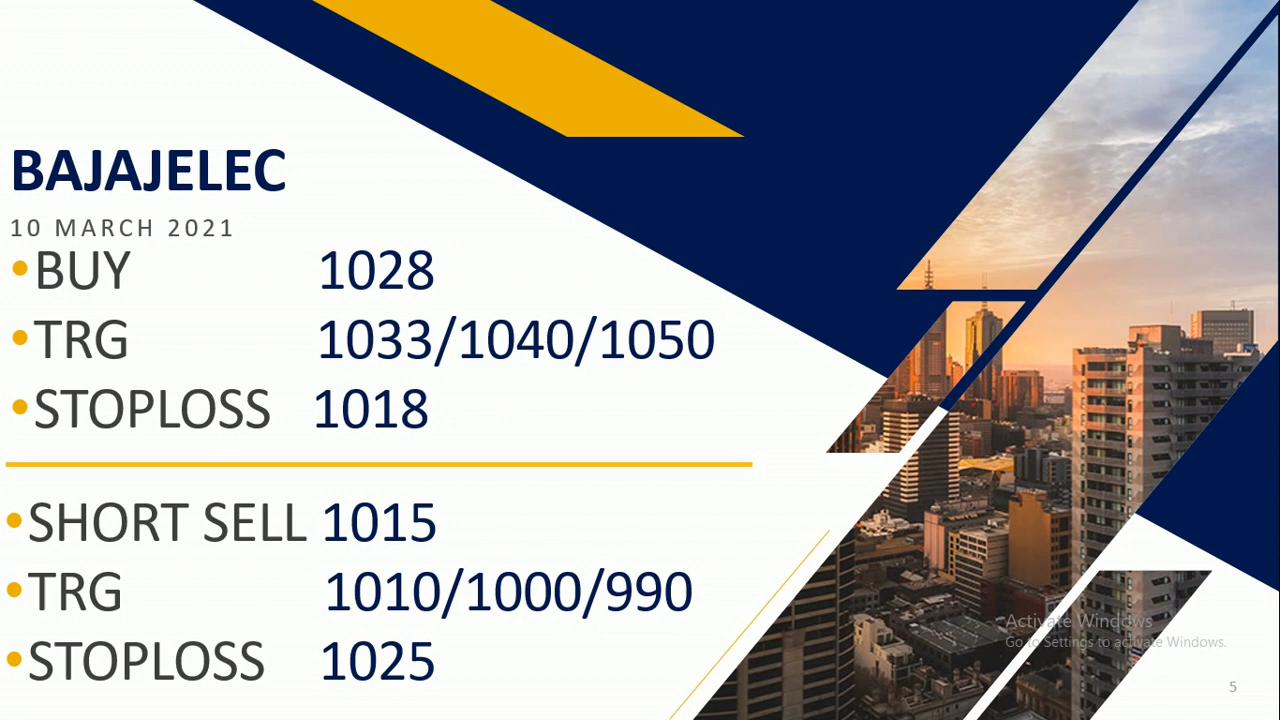 BAJAJELEC
10 MARCH 2021
•BUY 1028
•TRG 1033/1040/1050
•STOPLOSS 1018
•SHORT SELL 1015
•TRG 1010/1000/990
•STOPLOSS 1025
Activate Windows
Go to Settings to activate Windows.
5